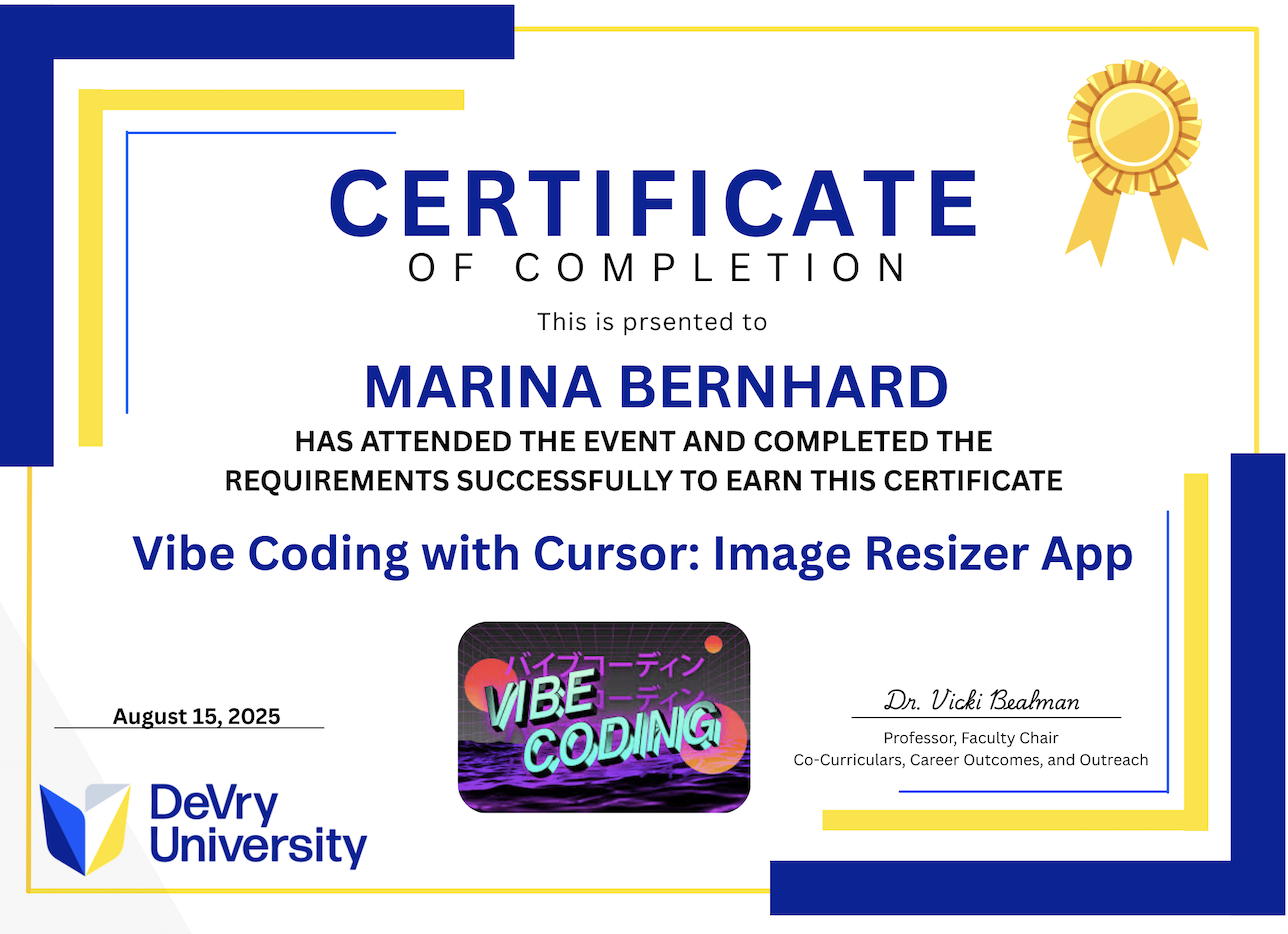 CERTIFICATE
OF COMPLETION
This is prsented to
MARINA BERNHARD
HAS ATTENDED THE EVENT AND COMPLETED THE
REQUIREMENTS SUCCESSFULLY TO EARN THIS CERTIFICATE
Vibe Coding with Cursor: Image Resizer App
バイブコーディン
コーディン
VIBE
CODING
August 15, 2025
Dr. Vicki Bealman
Professor, Faculty Chair
Co-Curriculars, Career Outcomes, and Outreach
DeVry
University